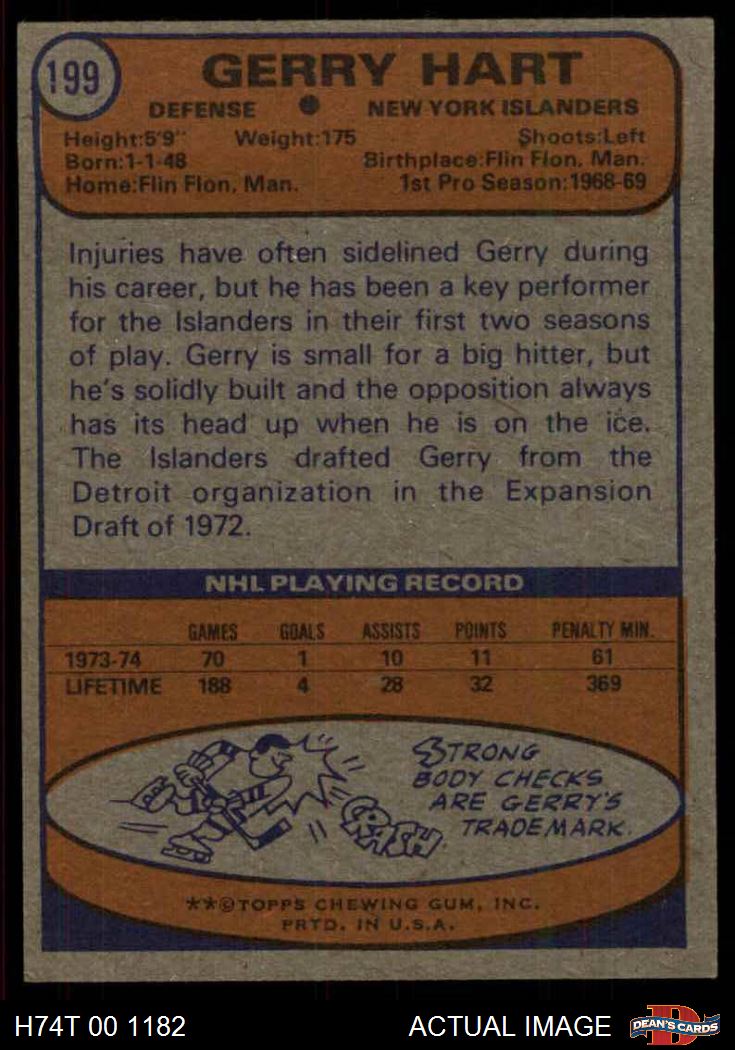 199
GERRY HART
DEFENSE ● NEW YORK ISLANDERS
Height:5'9" Weight:175 Shoots:Left
Born:1-1-48 Birthplace:Flin Flon, Man.
Home:Flin Flon, Man. 1st Pro Season:1968-69
Injuries have often sidelined Gerry during
his career, but he has been a key performer
for the Islanders in their first two seasons
of play. Gerry is small for a big hitter, but
he's solidly built and the opposition always
has its head up when he is on the ice.
The Islanders drafted Gerry from the
Detroit organization in the Expansion
Draft of 1972.
NHL PLAYING RECORD
GAMES GOALS ASSISTS POINTS PENALTY MIN.
1973-74 70 1 10 11 61
LIFETIME 188 4 28 32 369
STRONG
BODY CHECKS
ARE GERRY'S
TRADEMARK.
CRASH
**©TOPPS CHEWING GUM, INC.
PRTD. IN U.S.A.
H74T 00 1182 ACTUAL IMAGE DEAN'S CARDS